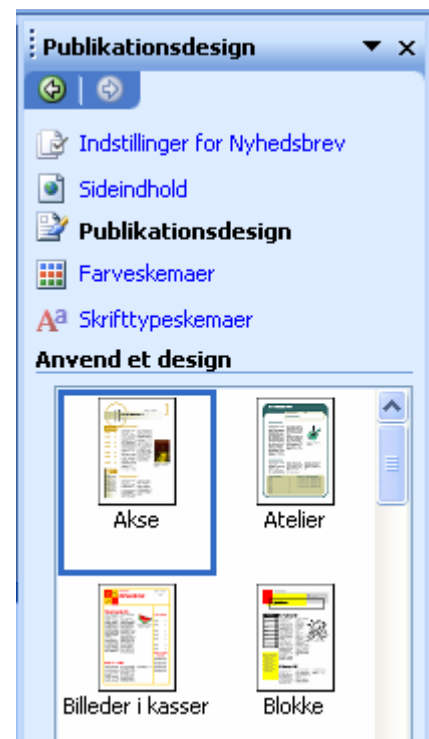 Publikationsdesign
Indstillinger for Nyhedsbrev
Sideindhold
Publikationsdesign
Farveskemaer
Skrifttypeskemaer
Anvend et design
Akse Atelier
Billeder i kasser Blokke